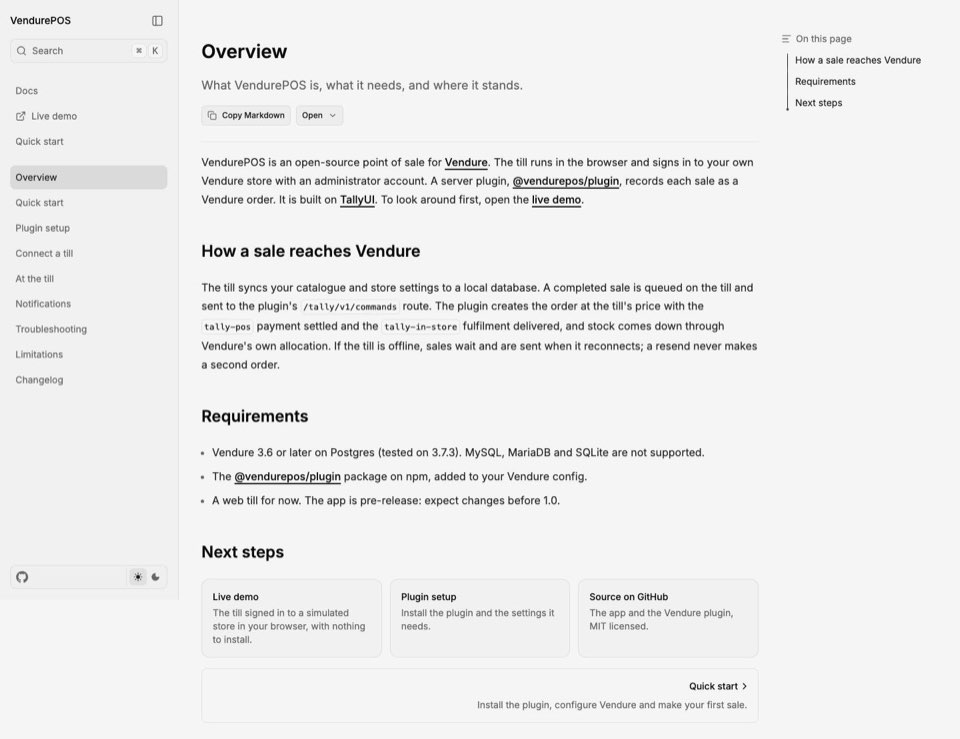 VendurePOS
Search ⌘ K
Docs
Live demo
Quick start
Overview
Quick start
Plugin setup
Connect a till
At the till
Notifications
Troubleshooting
Limitations
Changelog
Overview
What VendurePOS is, what it needs, and where it stands.
Copy Markdown Open
VendurePOS is an open-source point of sale for Vendure. The till runs in the browser and signs in to your own
Vendure store with an administrator account. A server plugin, @vendurepos/plugin, records each sale as a
Vendure order. It is built on TallyUI. To look around first, open the live demo.
How a sale reaches Vendure
The till syncs your catalogue and store settings to a local database. A completed sale is queued on the till and
sent to the plugin's /tally/v1/commands route. The plugin creates the order at the till's price with the
tally-pos payment settled and the tally-in-store fulfilment delivered, and stock comes down through
Vendure's own allocation. If the till is offline, sales wait and are sent when it reconnects; a resend never makes
a second order.
Requirements
• Vendure 3.6 or later on Postgres (tested on 3.7.3). MySQL, MariaDB and SQLite are not supported.
• The @vendurepos/plugin package on npm, added to your Vendure config.
• A web till for now. The app is pre-release: expect changes before 1.0.
Next steps
Live demo
The till signed in to a simulated
store in your browser, with nothing
to install.
Plugin setup
Install the plugin and the settings it
needs.
Source on GitHub
The app and the Vendure plugin,
MIT licensed.
Quick start
Install the plugin, configure Vendure and make your first sale.
On this page
How a sale reaches Vendure
Requirements
Next steps